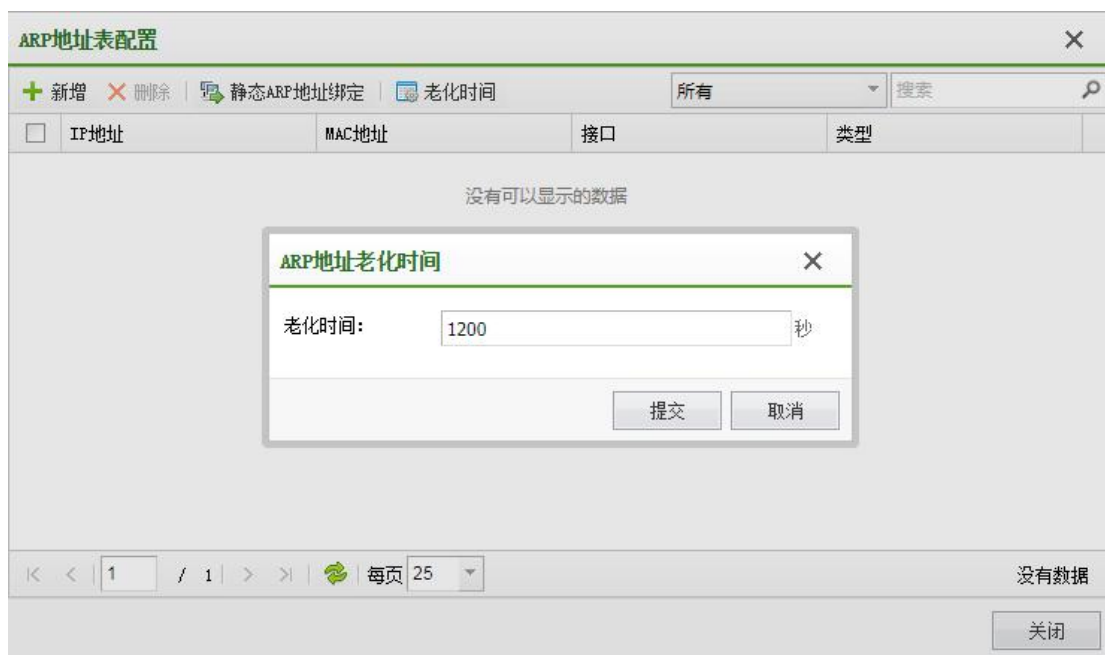 ARP地址表配置
新增 删除 静态ARP地址绑定 老化时间 所有 搜索
IP地址 MAC地址 接口 类型
没有可以显示的数据
ARP地址老化时间
老化时间: 1200 秒
提交 取消
1 / 1 每页 25 没有数据
关闭